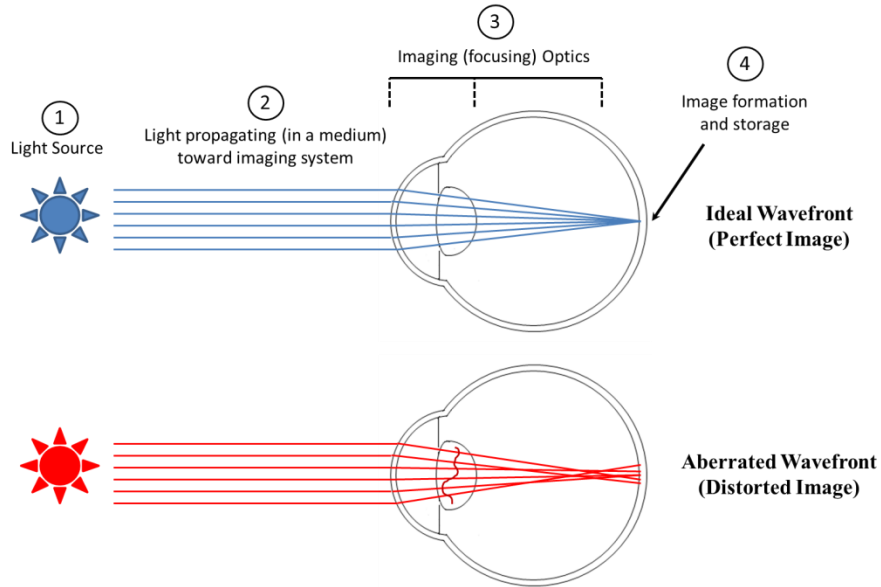 1
Light Source
2
Light propagating (in a medium)
toward imaging system
3
Imaging (focusing) Optics
4
Image formation
and storage
Ideal Wavefront
(Perfect Image)
Aberrated Wavefront
(Distorted Image)